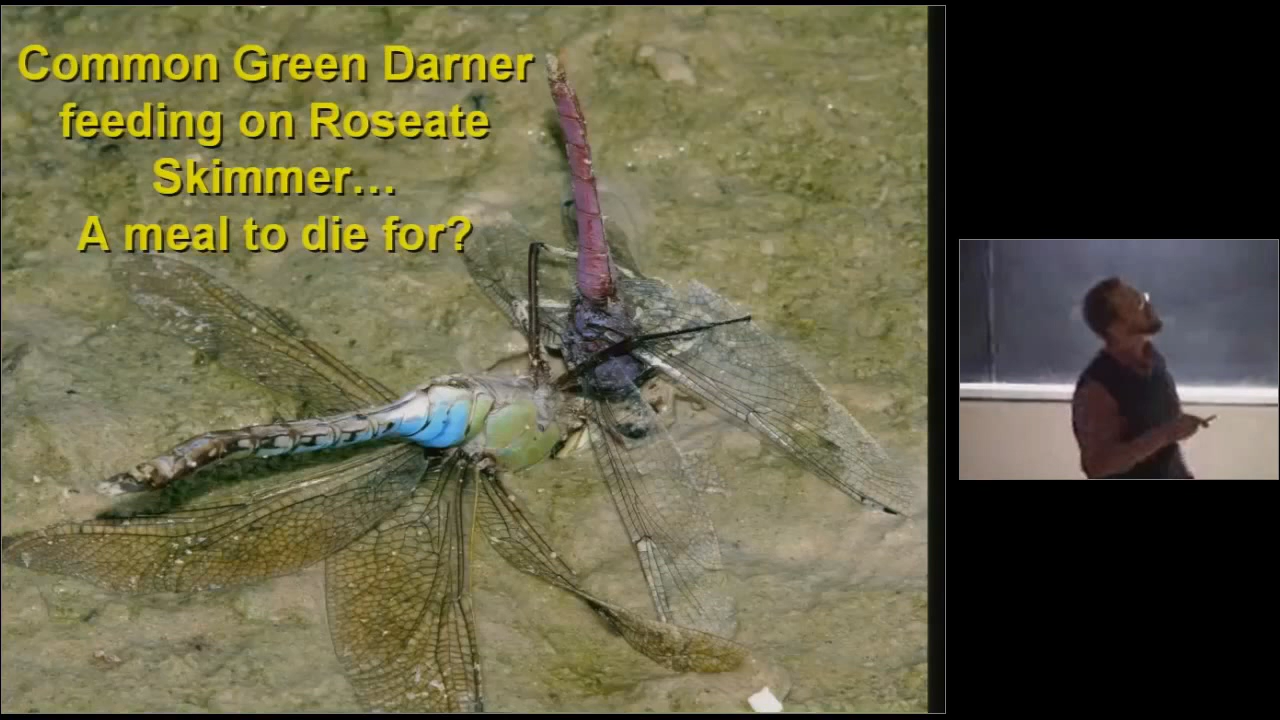 Common Green Darner
feeding on Roseate
Skimmer...
A meal to die for?